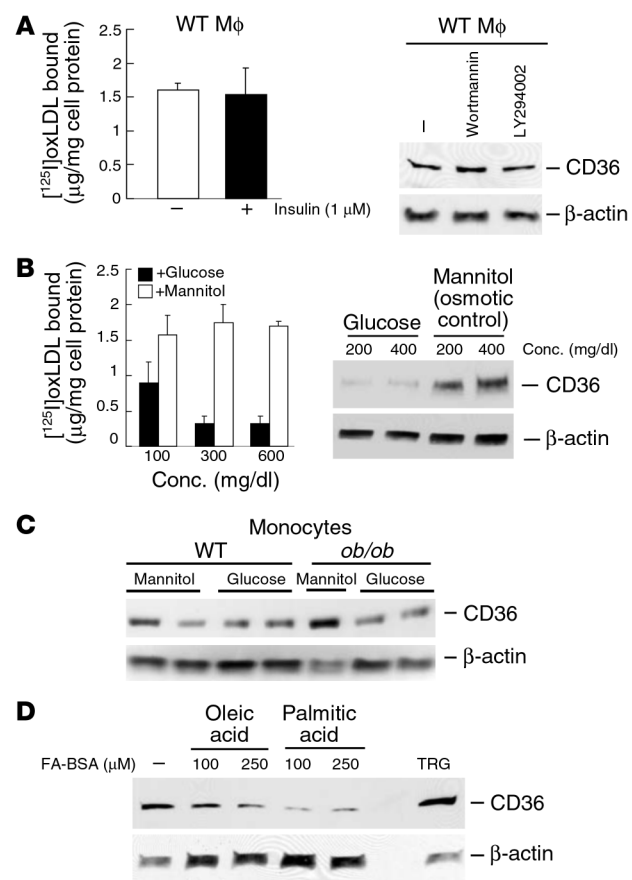 A
WT Mϕ
[125I]oxLDL bound
(μg/mg cell protein)
2.5
2
1.5
1
0.5
0
– + Insulin (1 μM)
WT Mϕ
–
Wortmannin
LY294002
– CD36
– β-actin
B
[125I]oxLDL bound
(μg/mg cell protein)
2.5
2
1.5
1
0.5
0
+Glucose
+Mannitol
100 300 600
Conc. (mg/dl)
Glucose
Mannitol
(osmotic
control)
200 400 200 400 Conc. (mg/dl)
– CD36
– β-actin
C
Monocytes
WT ob/ob
Mannitol Glucose Mannitol Glucose
– CD36
– β-actin
D
Oleic
acid
Palmitic
acid
FA-BSA (μM) – 100 250 100 250 TRG
– CD36
– β-actin